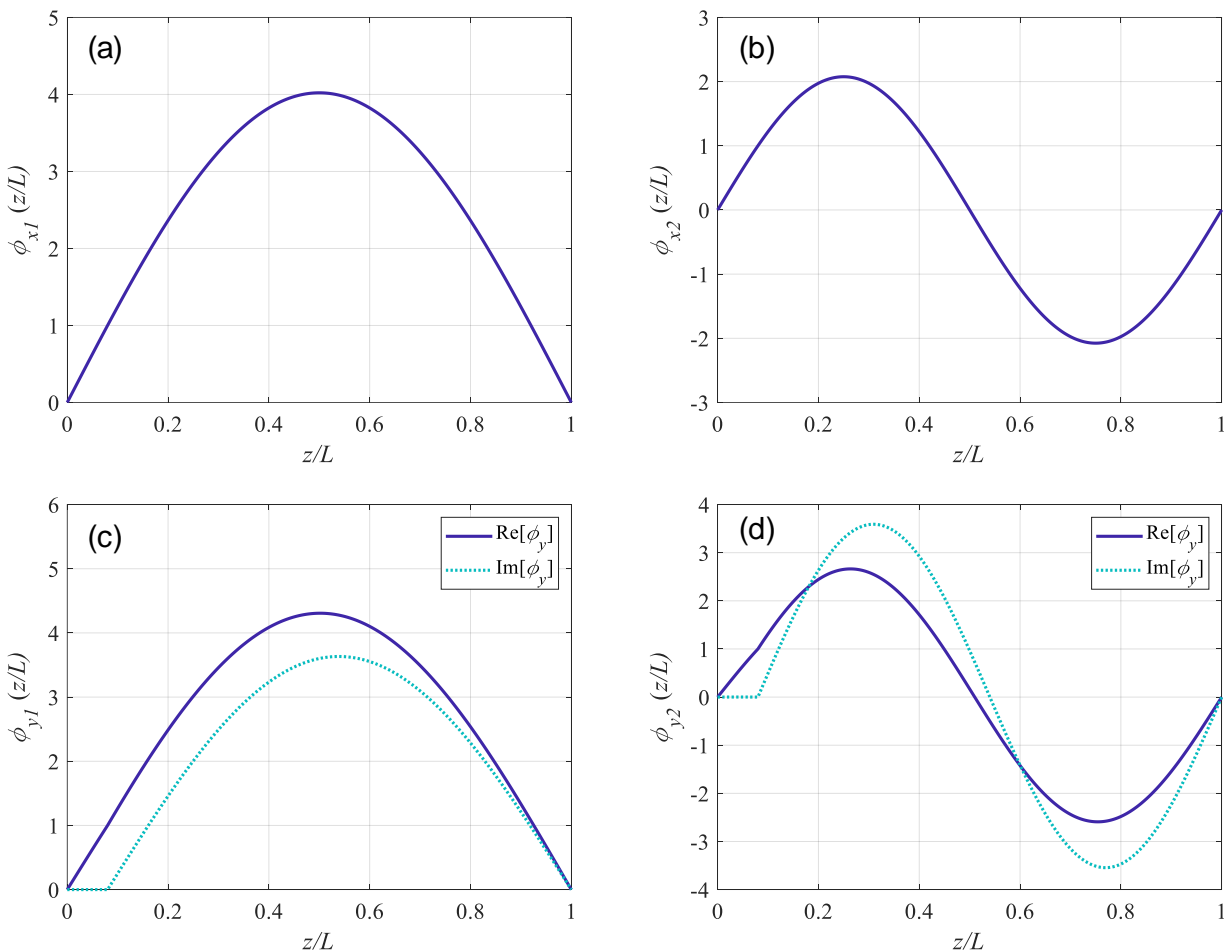 (a)
5
4
3
2
1
0
ϕx1 (z/L)
0 0.2 0.4 0.6 0.8 1
z/L
(b)
3
2
1
0
-1
-2
-3
ϕx2 (z/L)
0 0.2 0.4 0.6 0.8 1
z/L
(c)
6
5
4
3
2
1
0
ϕy1 (z/L)
Re[ϕy]
Im[ϕy]
0 0.2 0.4 0.6 0.8 1
z/L
(d)
4
3
2
1
0
-1
-2
-3
-4
ϕy2 (z/L)
Re[ϕy]
Im[ϕy]
0 0.2 0.4 0.6 0.8 1
z/L